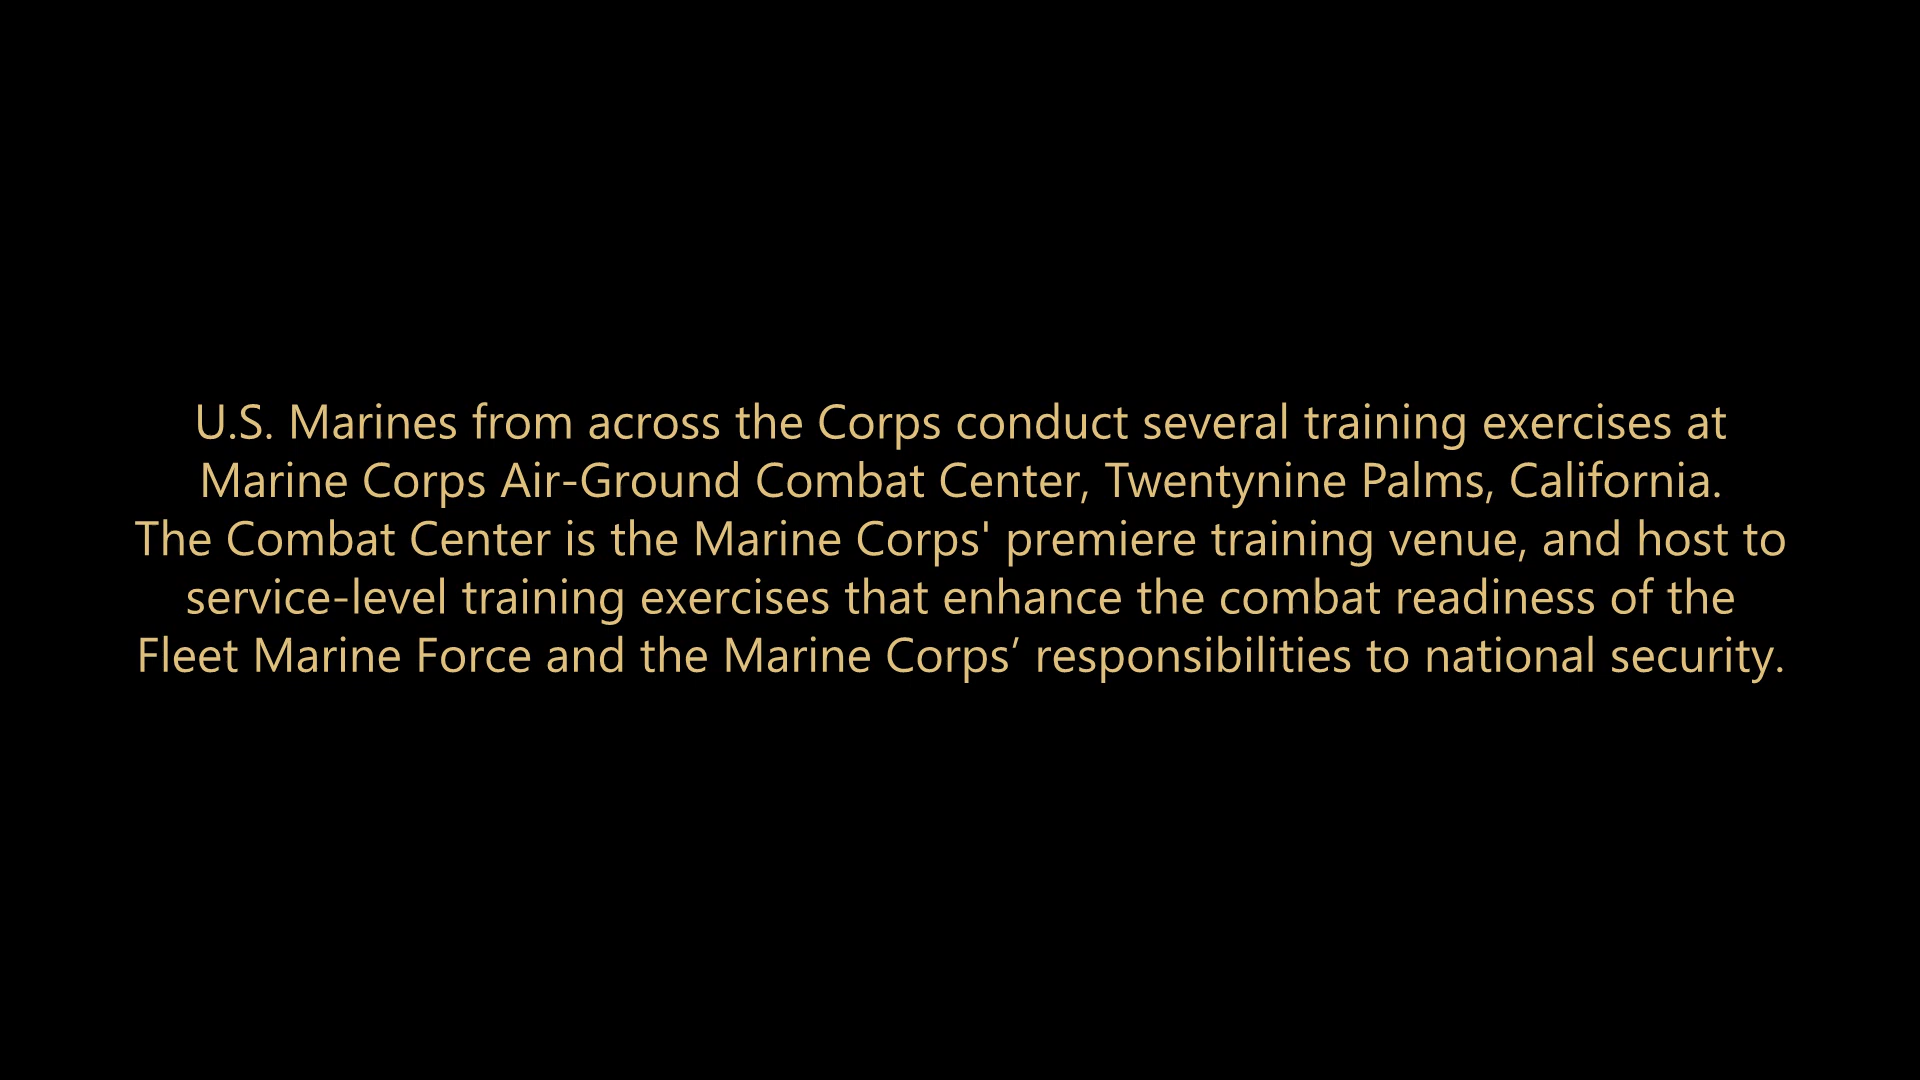 U.S. Marines from across the Corps conduct several training exercises at
Marine Corps Air-Ground Combat Center, Twentynine Palms, California.
The Combat Center is the Marine Corps' premiere training venue, and host to
service-level training exercises that enhance the combat readiness of the
Fleet Marine Force and the Marine Corps’ responsibilities to national security.